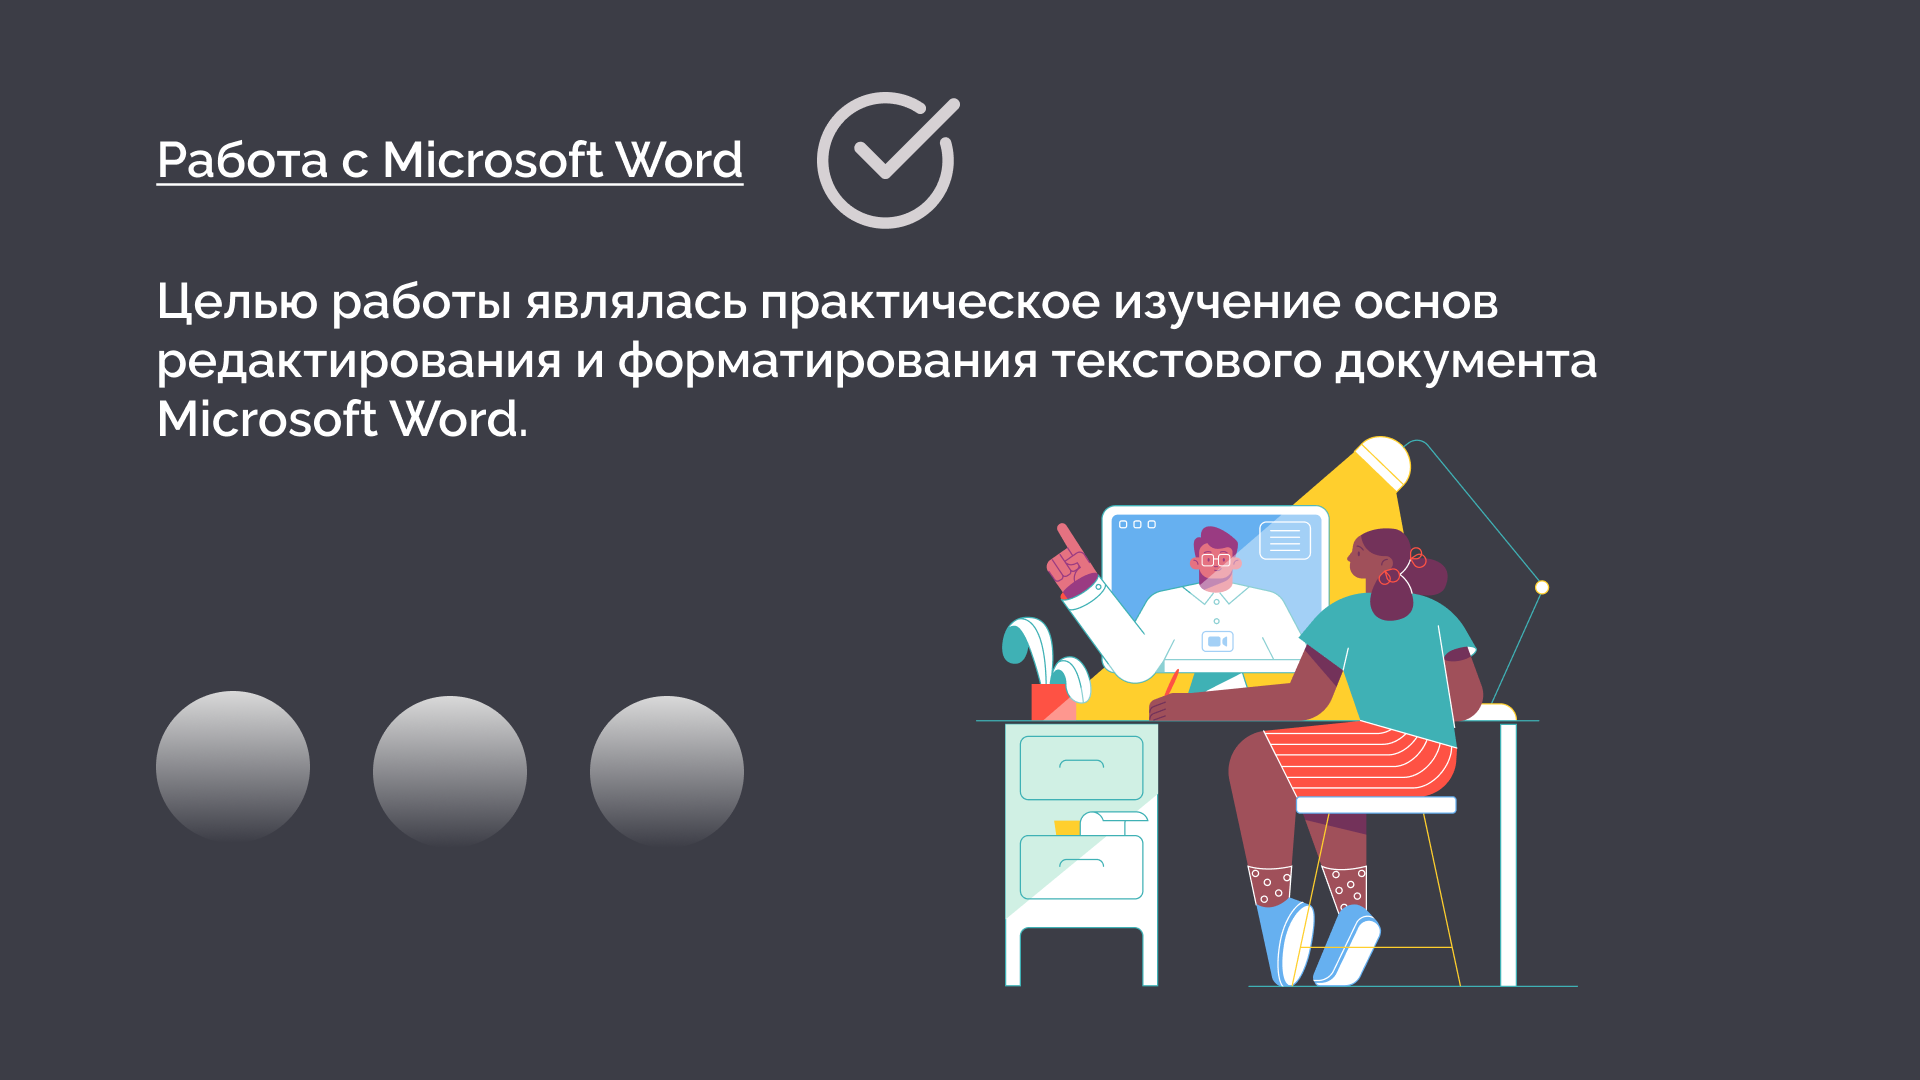 Работа с Microsoft Word
Целью работы являлась практическое изучение основ
редактирования и форматирования текстового документа
Microsoft Word.